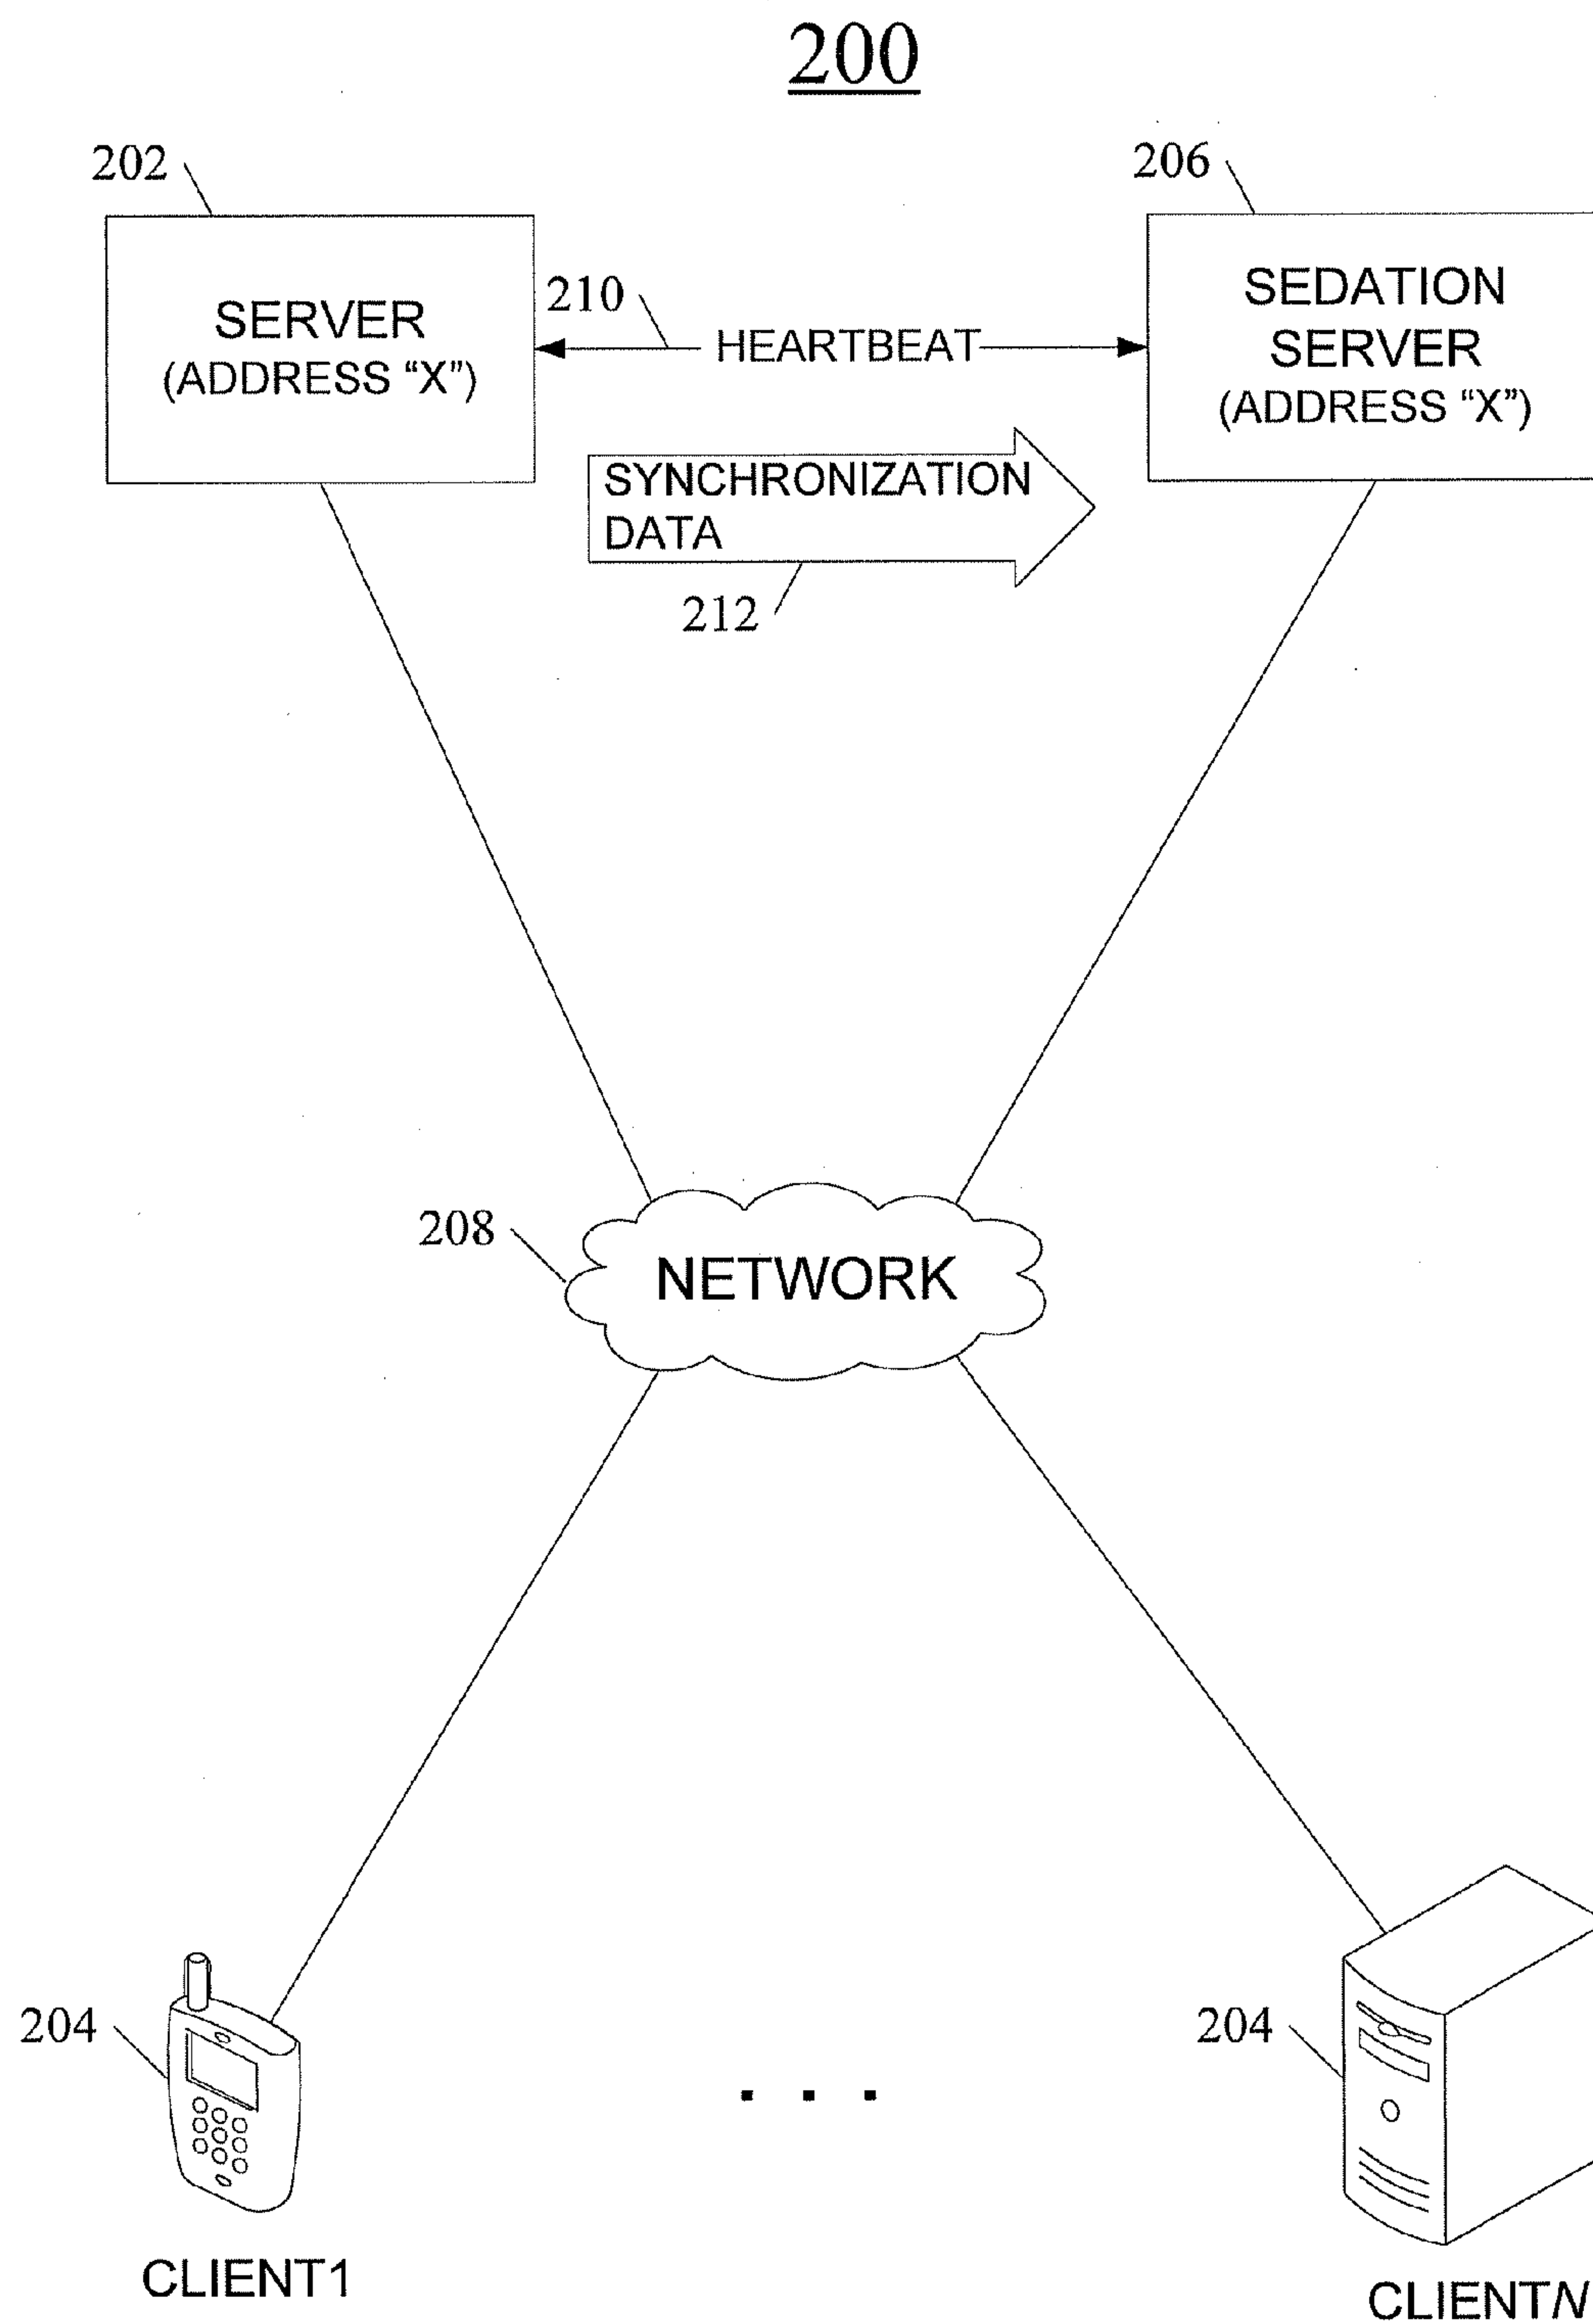 200
202
206
SERVER
(ADDRESS “X”)
210
HEARTBEAT
SEDATION
SERVER
(ADDRESS “X”)
SYNCHRONIZATION
DATA
212
208
NETWORK
204
204
. . .
CLIENT1
CLIENTN